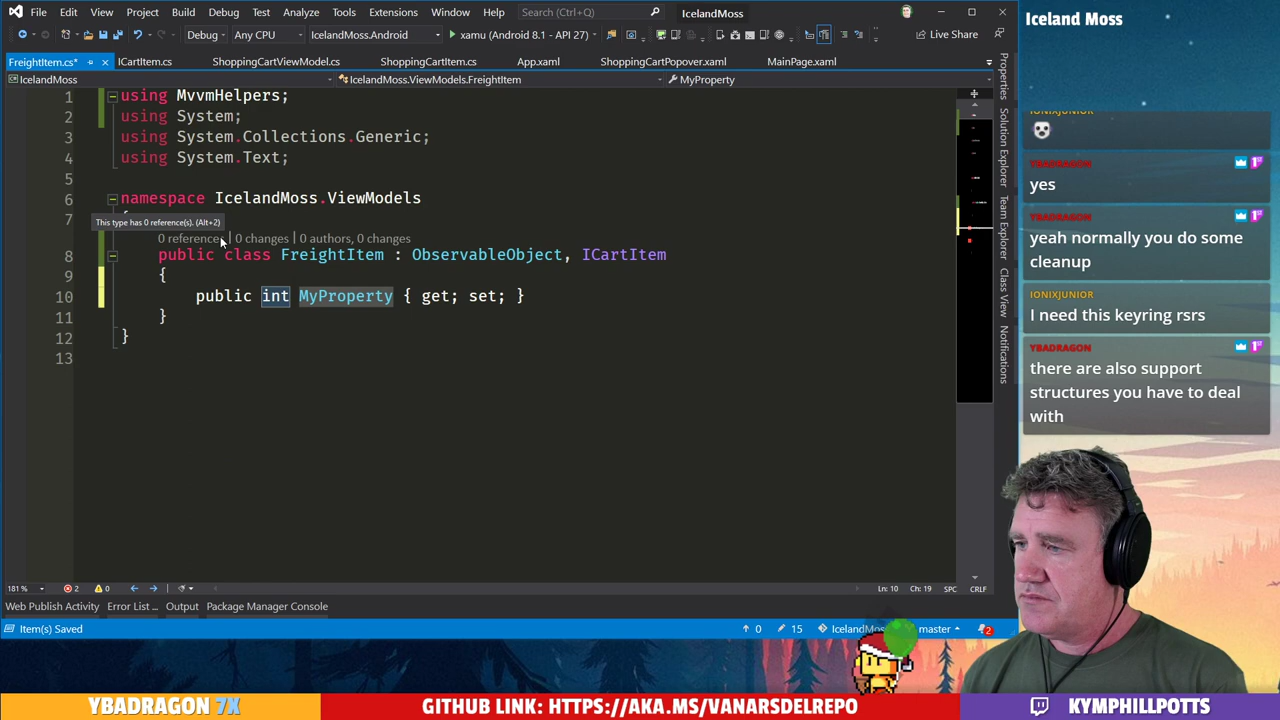 File Edit View Project Build Debug Test Analyze Tools Extensions Window Help Search (Ctrl+Q) IcelandMoss
Debug Any CPU IcelandMoss.Android xamu (Android 8.1 - API 27) Live Share
FreightItem.cs* ICartItem.cs ShoppingCartViewModel.cs ShoppingCartItem.cs App.xaml ShoppingCartPopover.xaml MainPage.xaml
IcelandMoss IcelandMoss.ViewModels.FreightItem MyProperty
1 using MvvmHelpers;
2 using System;
3 using System.Collections.Generic;
4 using System.Text;
5
6 namespace IcelandMoss.ViewModels
7
This type has 0 reference(s). (Alt+2)
0 references | 0 changes | 0 authors, 0 changes
8 public class FreightItem : ObservableObject, ICartItem
9 {
10 public int MyProperty { get; set; }
11 }
12 }
13
181 % 2 0 Ln: 10 Ch: 19 SPC CRLF
Web Publish Activity Error List ... Output Package Manager Console
Item(s) Saved 0 15 master 2
Properties
Solution Explorer
Team Explorer
Class View
Notifications
Iceland Moss
IONIXJUNIOR
YBADRAGON
yes
YBADRAGON
yeah normally you do some
cleanup
IONIXJUNIOR
I need this keyring rsrs
YBADRAGON
there are also support
structures you have to deal
with
YBADRAGON 7X GITHUB LINK: HTTPS://AKA.MS/VANARSDELREPO KYMPHILLPOTTS